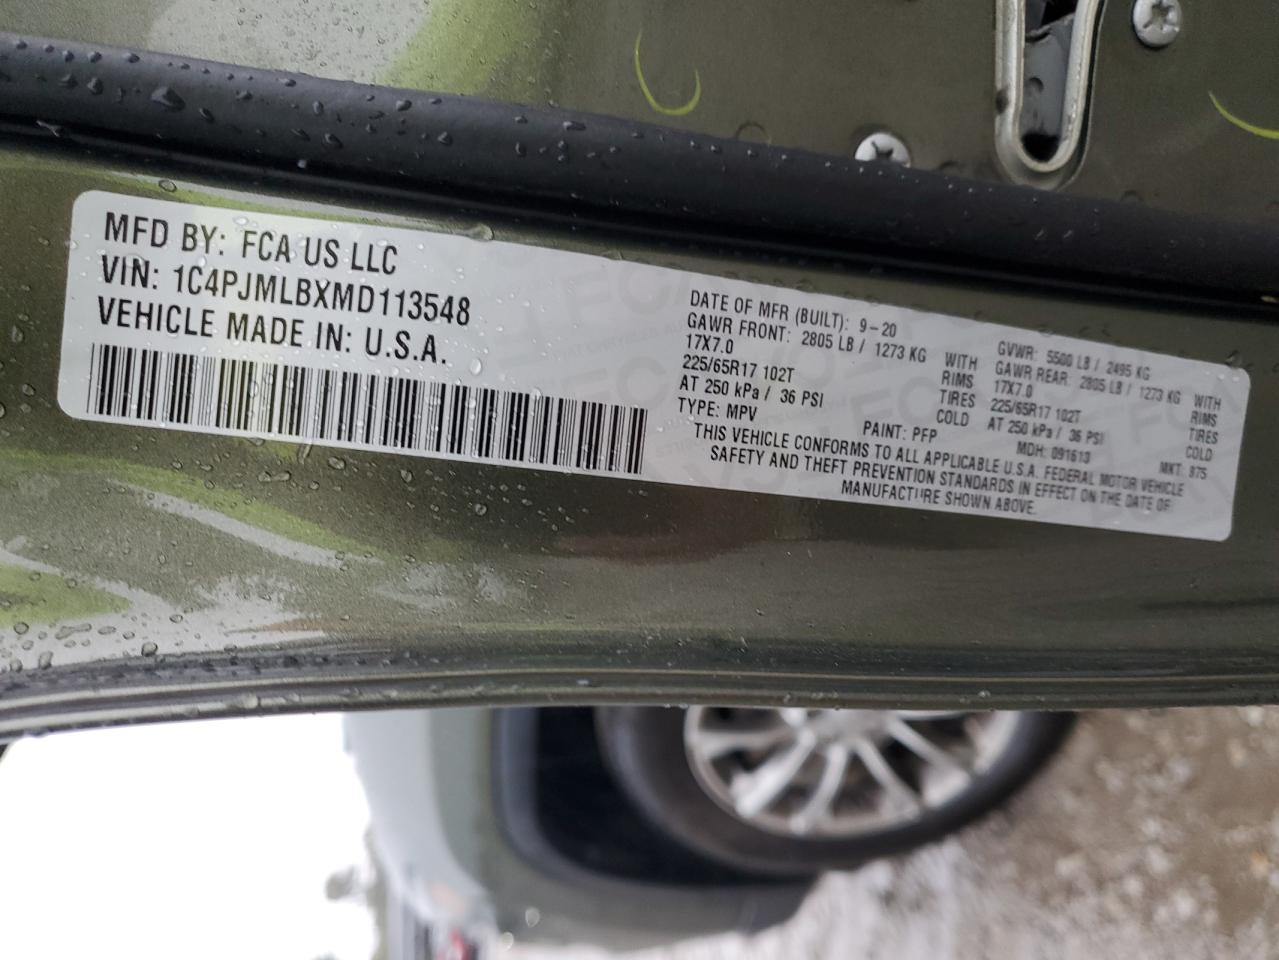 MFD BY: FCA US LLC
VIN: 1C4PJMLBXMD113548
VEHICLE MADE IN: U.S.A.
DATE OF MFR (BUILT): 9-20 GVWR: 5500 LB / 2495 KG
GAWR FRONT: 2805 LB / 1273 KG WITH GAWR REAR: 2805 LB / 1273 KG WITH
17X7.0 RIMS 17X7.0 RIMS
225/65R17 102T TIRES 225/65R17 102T TIRES
AT 250 kPa / 36 PSI COLD AT 250 kPa / 36 PSI COLD
TYPE: MPV PAINT: PFP MDH: 091613 MKT: 875
THIS VEHICLE CONFORMS TO ALL APPLICABLE U.S.A. FEDERAL MOTOR VEHICLE
SAFETY AND THEFT PREVENTION STANDARDS IN EFFECT ON THE DATE OF
MANUFACTURE SHOWN ABOVE.